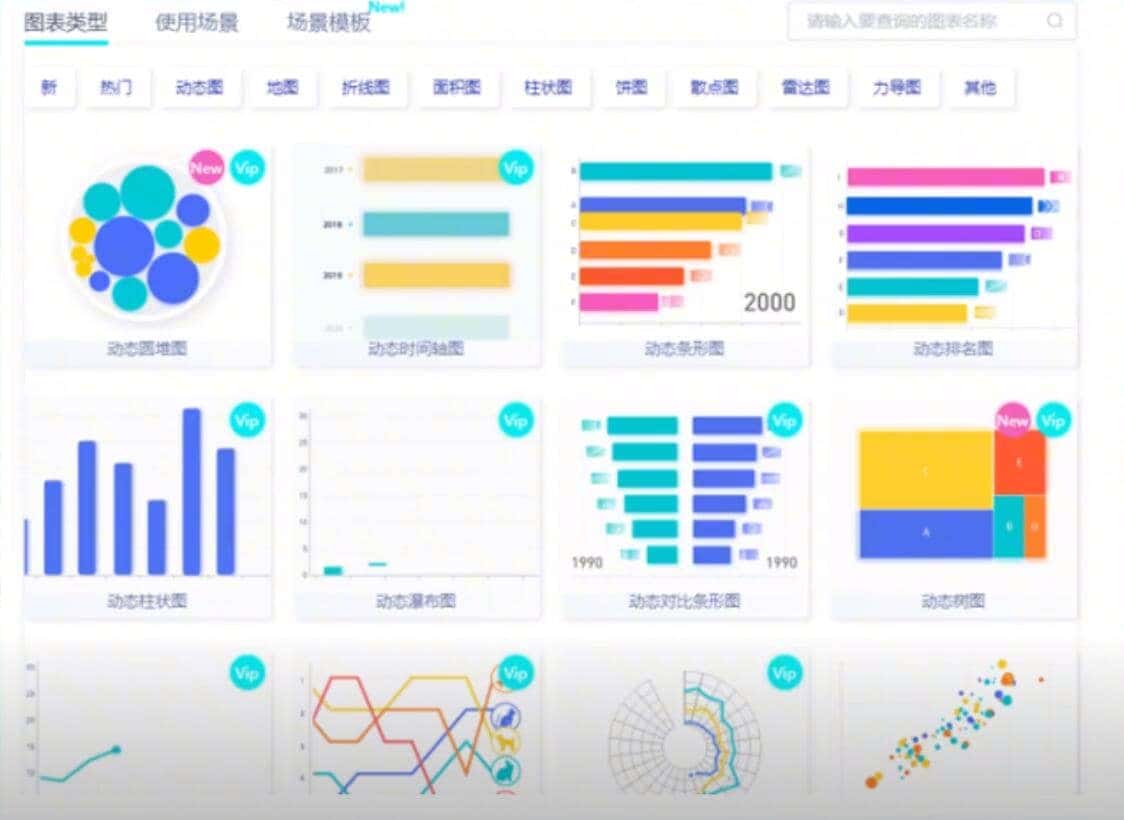 图表类型 使用场景 场景模板 New!
请输入要查询的图表名称
新 热门 动态图 地图 折线图 面积图 柱状图 饼图 散点图 雷达图 力导图 其他
New Vip
Vip
2017
2018
2019
2000
动态圆堆图 动态时间轴图 动态条形图 动态排名图
Vip Vip Vip New Vip
C E
A B D
1990 1990
动态柱状图 动态瀑布图 动态对比条形图 动态树图
Vip Vip Vip